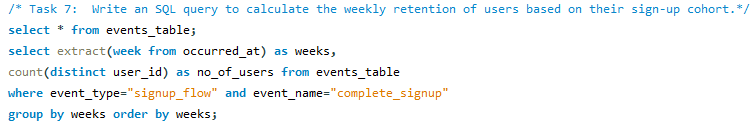 /* Task 7:  Write an SQL query to calculate the weekly retention of users based on their sign-up cohort.*/
select * from events_table;
select extract(week from occurred_at) as weeks,
count(distinct user_id) as no_of_users from events_table
where event_type="signup_flow" and event_name="complete_signup"
group by weeks order by weeks;